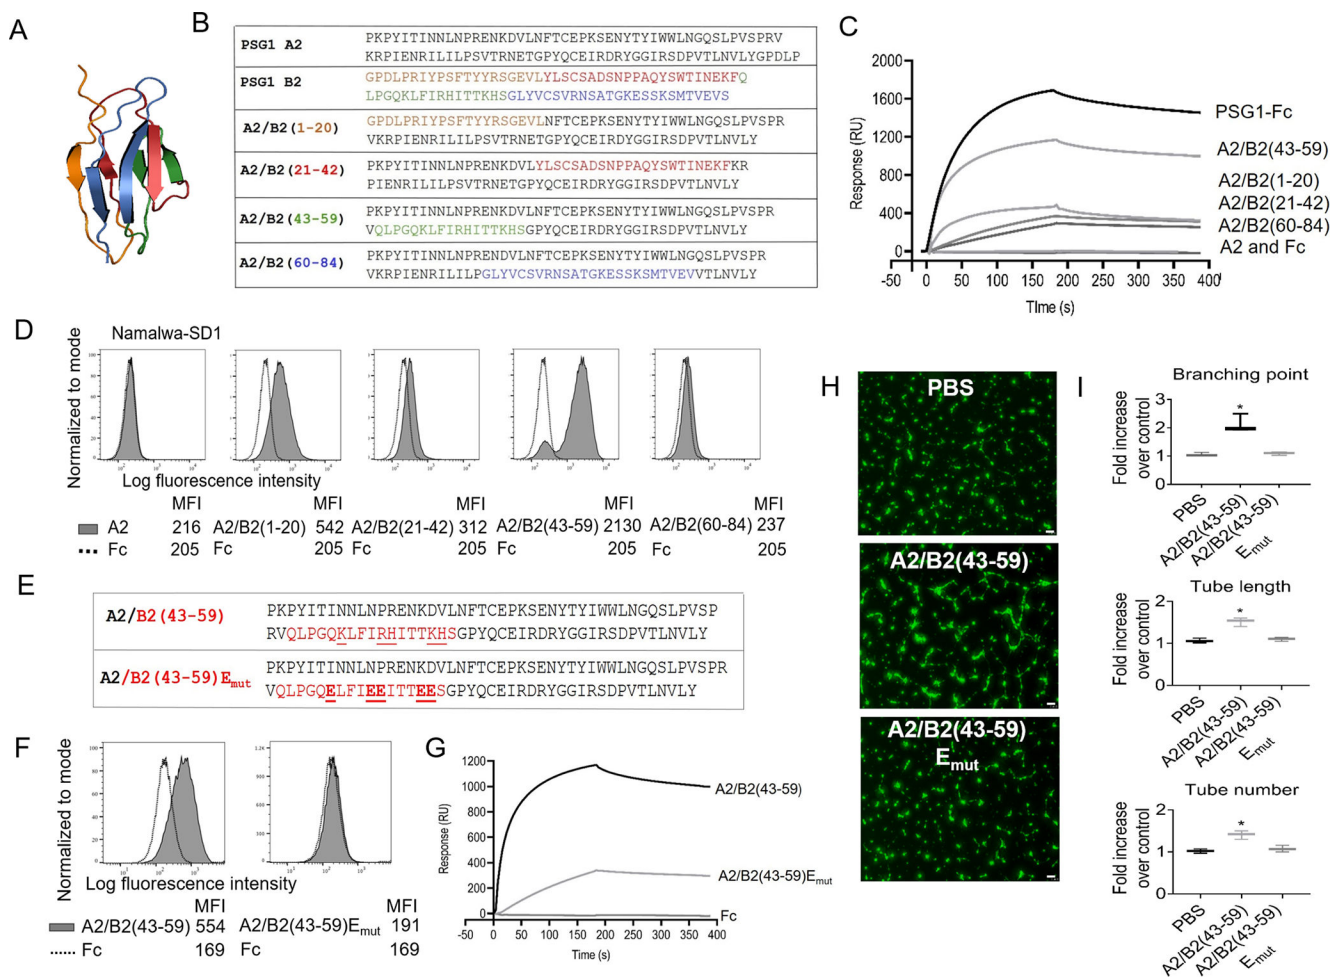 A
B
PSG1 A2
PKPYITINNLNPRENKDVLNFTCEPKSENYTYIWWLNGQSLPVSPRV
KRPIENRILILPSVTRNETGPYQCEIRDRYGGIRSDPVTLNVLYGPDLP
PSG1 B2
GPDLPRIYPSFTYYRSGEVLYLSCSADSNPPAQYSWTINEKFQ
LPGQKLFIRHITTKHSGLYVCSVRNSATGKESSKSMTVEVS
A2/B2(1-20)
GPDLPRIYPSFTYYRSGEVLNFTCEPKSENYTYIWWLNGQSLPVSPR
VKRPIENRILILPSVTRNETGPYQCEIRDRYGGIRSDPVTLNVLY
A2/B2(21-42)
PKPYITINNLNPRENKDVLYLSCSADSNPPAQYSWTINEKFKR
PIENRILILPSVTRNETGPYQCEIRDRYGGIRSDPVTLNVLY
A2/B2(43-59)
PKPYITINNLNPRENKDVLNFTCEPKSENYTYIWWLNGQSLPVSPR
VQLPGQKLFIRHITTKHSGPYQCEIRDRYGGIRSDPVTLNVLY
A2/B2(60-84)
PKPYITINNLNPRENKDVLNFTCEPKSENYTYIWWLNGQSLPVSPR
VKRPIENRILILPGLYVCSVRNSATGKESSKSMTVEVVTLNVLY
C
Response (RU)
2000
1600
1200
800
400
0
-50 0 50 100 150 200 250 300 350 400
TIme (s)
PSG1-Fc
A2/B2(43-59)
A2/B2(1-20)
A2/B2(21-42)
A2/B2(60-84)
A2 and Fc
D
Namalwa-SD1
Normalized to mode
Log fluorescence intensity
MFI MFI MFI MFI MFI
A2 216 A2/B2(1-20) 542 A2/B2(21-42) 312 A2/B2(43-59) 2130 A2/B2(60-84) 237
Fc 205 Fc 205 Fc 205 Fc 205 Fc 205
E
A2/B2(43-59)
PKPYITINNLNPRENKDVLNFTCEPKSENYTYIWWLNGQSLPVSP
RVQLPGQKLFIRHITTKHSGPYQCEIRDRYGGIRSDPVTLNVLY
A2/B2(43-59)Emut
PKPYITINNLNPRENKDVLNFTCEPKSENYTYIWWLNGQSLPVSPR
VQLPGQELFIEEITTEESGPYQCEIRDRYGGIRSDPVTLNVLY
F
Normalized to mode
Log fluorescence intensity
MFI MFI
A2/B2(43-59) 554 A2/B2(43-59)Emut 191
Fc 169 Fc 169
G
Response (RU)
1200
1000
800
600
400
200
0
-50 0 50 100 150 200 250 300 350 400
Time (s)
A2/B2(43-59)
A2/B2(43-59)Emut
Fc
H
PBS
A2/B2(43-59)
A2/B2(43-59)
Emut
I
Branching point
Fold increase
over control
3
2
1
0
*
PBS
A2/B2(43-59)
A2/B2(43-59)
Emut
Tube length
Fold increase
over control
2
1
0
*
PBS
A2/B2(43-59)
A2/B2(43-59)
Emut
Tube number
Fold increase
over control
2
1
0
*
PBS
A2/B2(43-59)
A2/B2(43-59)
Emut